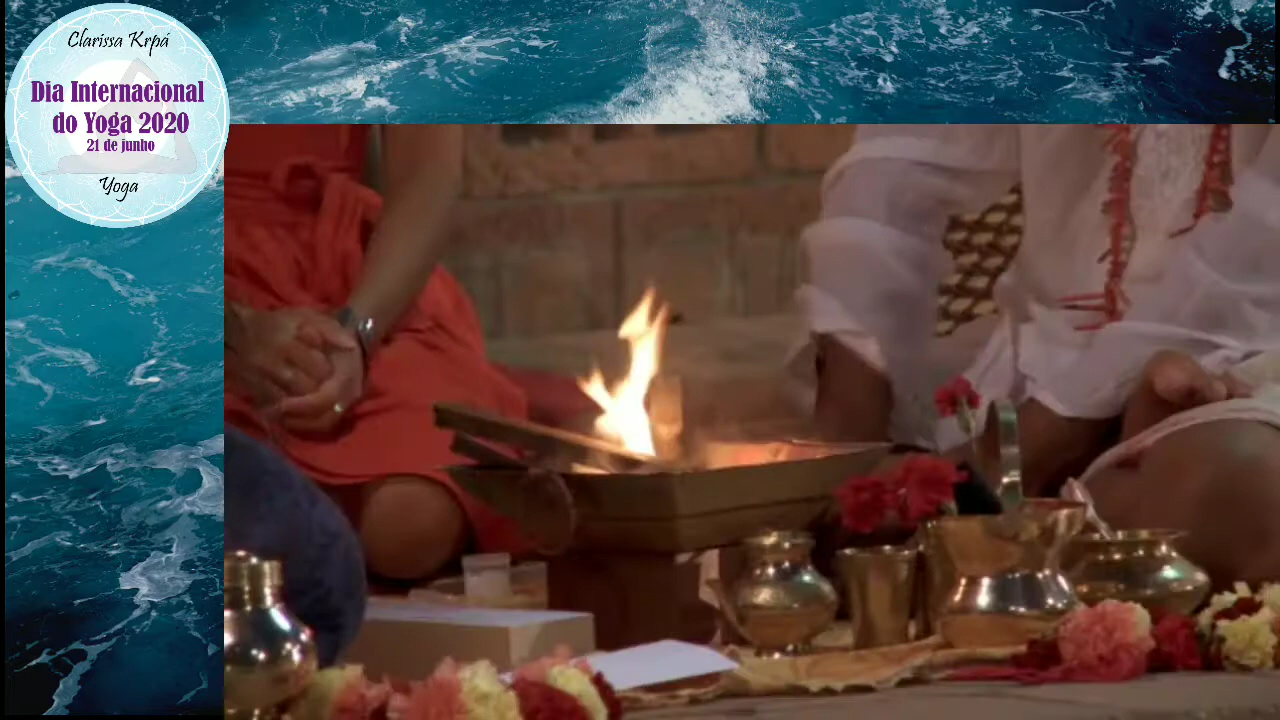 Clarissa Krpá
Dia Internacional
do Yoga 2020
21 de junho
Yoga